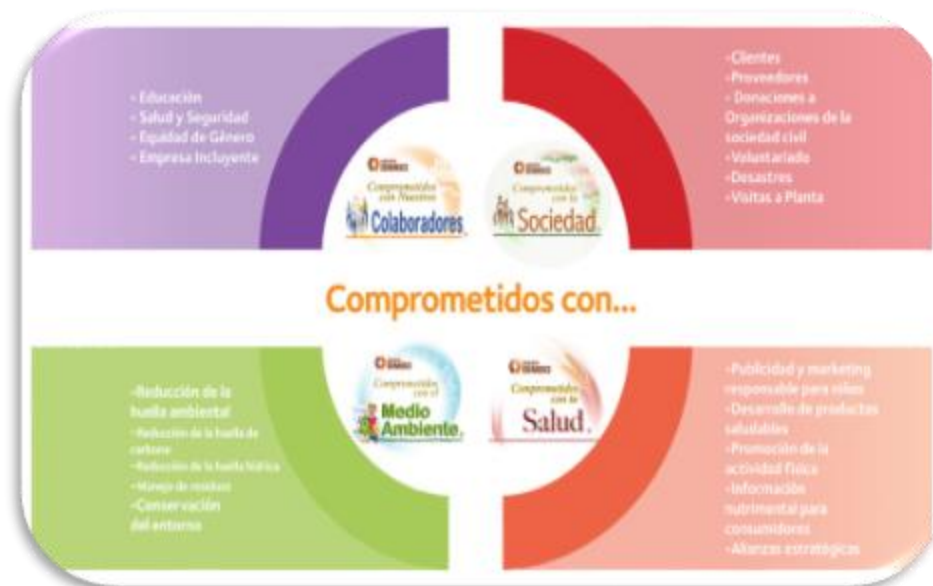 - Educación
- Salud y Seguridad
- Equidad de Género
- Empresa Incluyente
-Clientes
-Proveedores
- Donaciones a
Organizaciones de la
sociedad civil
-Voluntariado
-Desastres
-Visitas a Planta
Comprometidos
con Nuestros
Colaboradores
Comprometidos
con la
Sociedad
Comprometidos con...
Comprometidos
con el
Medio
Ambiente
Comprometidos
con tu
Salud
-Reducción de la
huella ambiental
-Reducción de la huella de
carbono
-Reducción de la huella hídrica
-Manejo de residuos
-Conservación
del entorno
-Publicidad y marketing
responsable para niños
-Desarrollo de productos
saludables
-Promoción de la
actividad física
-Información
nutrimental para
consumidores
-Alianzas estratégicas